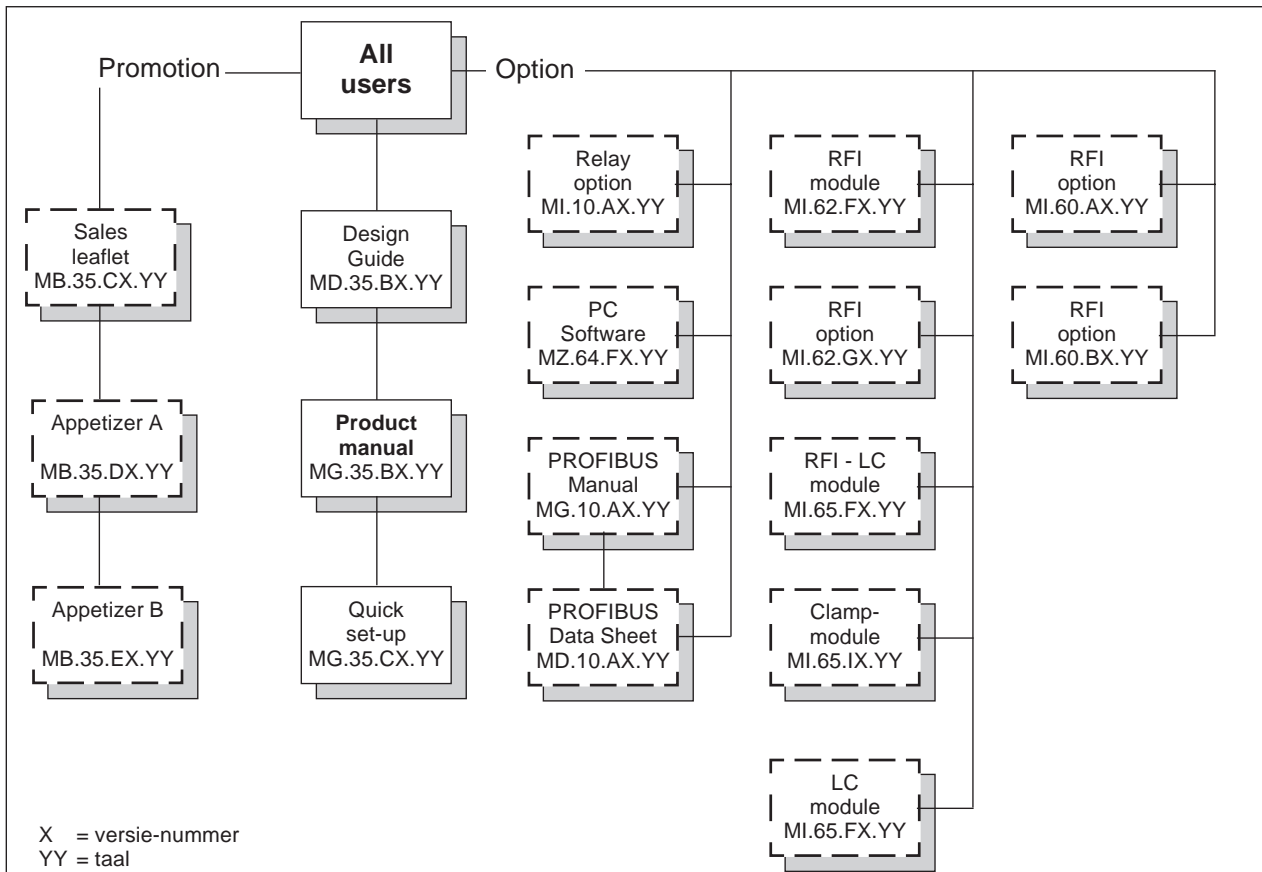 All
users
Promotion
Option
Sales
leaflet
MB.35.CX.YY
Appetizer A
MB.35.DX.YY
Appetizer B
MB.35.EX.YY
Design
Guide
MD.35.BX.YY
Product
manual
MG.35.BX.YY
Quick
set-up
MG.35.CX.YY
Relay
option
MI.10.AX.YY
PC
Software
MZ.64.FX.YY
PROFIBUS
Manual
MG.10.AX.YY
PROFIBUS
Data Sheet
MD.10.AX.YY
RFI
module
MI.62.FX.YY
RFI
option
MI.62.GX.YY
RFI - LC
module
MI.65.FX.YY
Clamp-
module
MI.65.IX.YY
LC
module
MI.65.FX.YY
RFI
option
MI.60.AX.YY
RFI
option
MI.60.BX.YY
X = versie-nummer
YY = taal